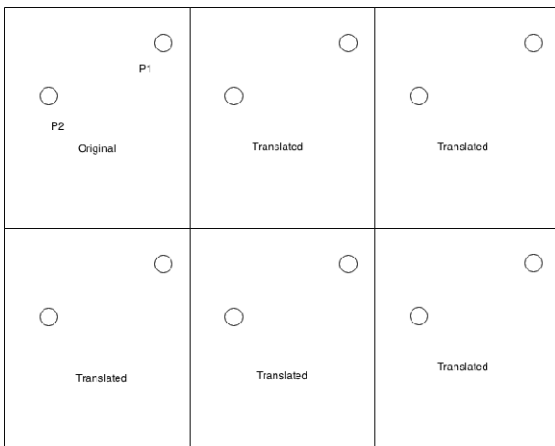 P1
P2
Original
Translated
Translated
Translated
Translated
Translated